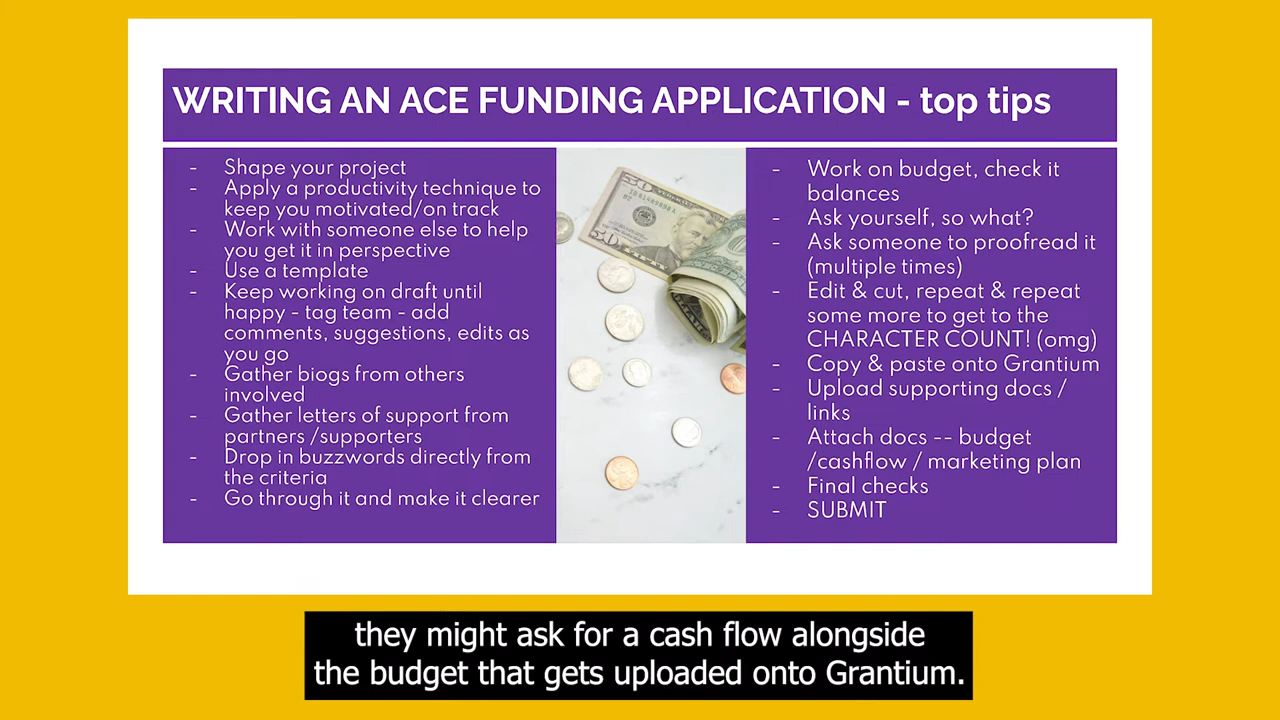 WRITING AN ACE FUNDING APPLICATION - top tips
- Shape your project
- Apply a productivity technique to
keep you motivated/on track
- Work with someone else to help
you get it in perspective
- Use a template
- Keep working on draft until
happy - tag team - add
comments, suggestions, edits as
you go
- Gather biogs from others
involved
- Gather letters of support from
partners /supporters
- Drop in buzzwords directly from
the criteria
- Go through it and make it clearer
50
50
- Work on budget, check it
balances
- Ask yourself, so what?
- Ask someone to proofread it
(multiple times)
- Edit & cut, repeat & repeat
some more to get to the
CHARACTER COUNT! (omg)
- Copy & paste onto Grantium
- Upload supporting docs /
links
- Attach docs -- budget
/cashflow / marketing plan
- Final checks
- SUBMIT
they might ask for a cash flow alongside
the budget that gets uploaded onto Grantium.